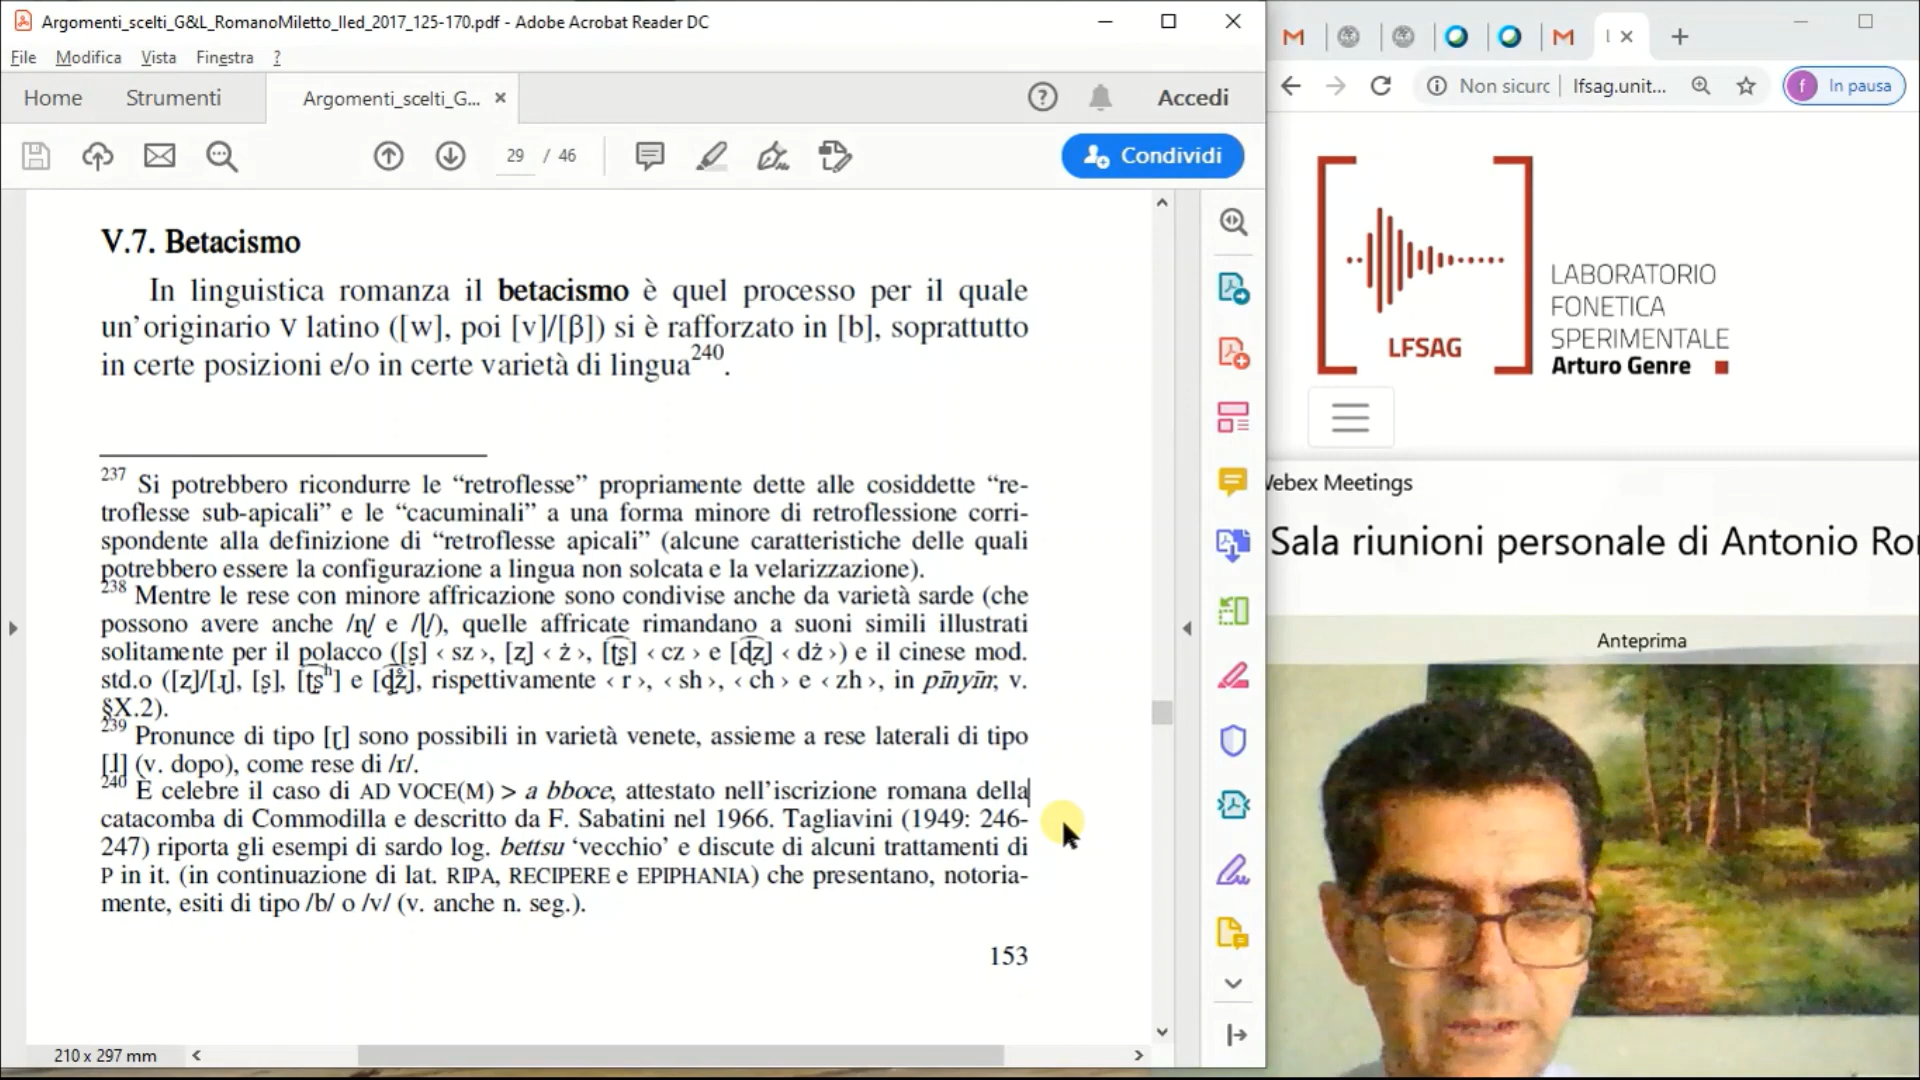 Argomenti_scelti_G&L_RomanoMiletto_IIed_2017_125-170.pdf - Adobe Acrobat Reader DC
File Modifica Vista Finestra ?
Home Strumenti Argomenti_scelti_G... × Accedi
29 / 46 Condividi
V.7. Betacismo
In linguistica romanza il betacismo è quel processo per il quale
un'originario V latino ([w], poi [v]/[β]) si è rafforzato in [b], soprattutto
in certe posizioni e/o in certe varietà di lingua240.
237 Si potrebbero ricondurre le “retroflesse” propriamente dette alle cosiddette “re-
troflesse sub-apicali” e le “cacuminali” a una forma minore di retroflessione corri-
spondente alla definizione di “retroflesse apicali” (alcune caratteristiche delle quali
potrebbero essere la configurazione a lingua non solcata e la velarizzazione).
238 Mentre le rese con minore affricazione sono condivise anche da varietà sarde (che
possono avere anche /ɳ/ e /ɭ/), quelle affricate rimandano a suoni simili illustrati
solitamente per il polacco ([ʂ] ‹ sz ›, [ʐ] ‹ ż ›, [ʈ͡ʂ] ‹ cz › e [ɖ͡ʐ] ‹ dż ›) e il cinese mod.
std.o ([ʐ]/[ɻ], [ʂ], [ʈ͡ʂʰ] e [ɖ͡ʐ̊], rispettivamente ‹ r ›, ‹ sh ›, ‹ ch › e ‹ zh ›, in pīnyīn; v.
§X.2).
239 Pronunce di tipo [ɽ] sono possibili in varietà venete, assieme a rese laterali di tipo
[ɺ] (v. dopo), come rese di /r/.
240 È celebre il caso di AD VOCE(M) > a bboce, attestato nell'iscrizione romana della
catacomba di Commodilla e descritto da F. Sabatini nel 1966. Tagliavini (1949: 246-
247) riporta gli esempi di sardo log. bettsu ‘vecchio’ e discute di alcuni trattamenti di
P in it. (in continuazione di lat. RIPA, RECIPERE e EPIPHANIA) che presentano, notoria-
mente, esiti di tipo /b/ o /v/ (v. anche n. seg.).
153
210 x 297 mm
Non sicurc lfsag.unit... f In pausa
LFSAG
LABORATORIO
FONETICA
SPERIMENTALE
Arturo Genre
Webex Meetings
Sala riunioni personale di Antonio Ro
Anteprima